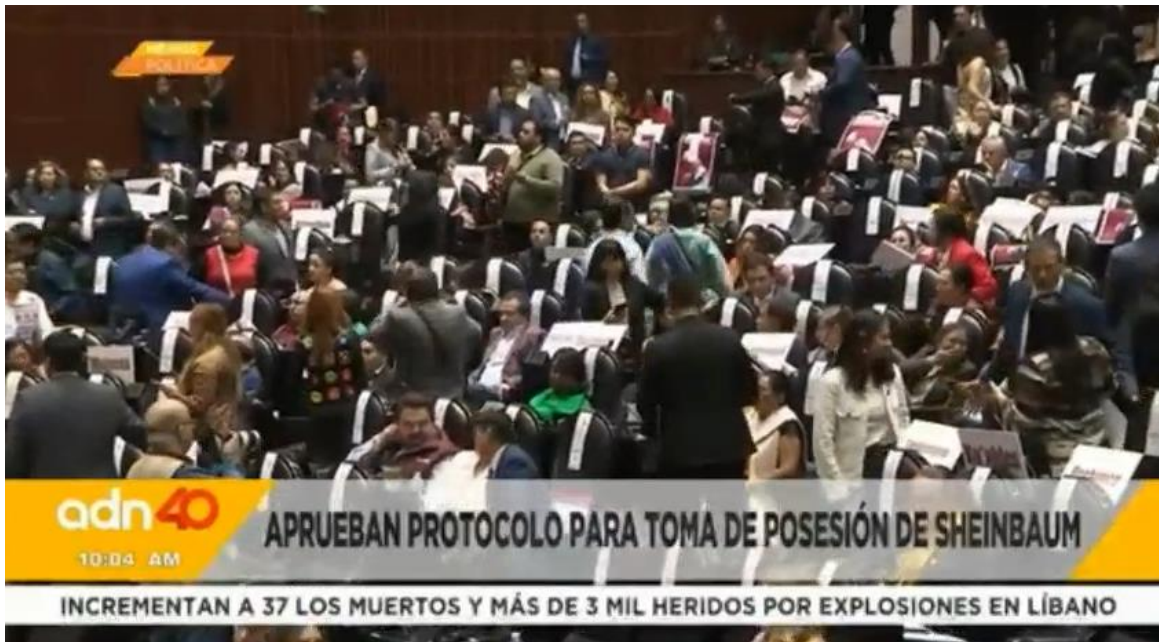 POLÍTICA
adn40
10:04 AM
APRUEBAN PROTOCOLO PARA TOMA DE POSESIÓN DE SHEINBAUM
INCREMENTAN A 37 LOS MUERTOS Y MÁS DE 3 MIL HERIDOS POR EXPLOSIONES EN LÍBANO